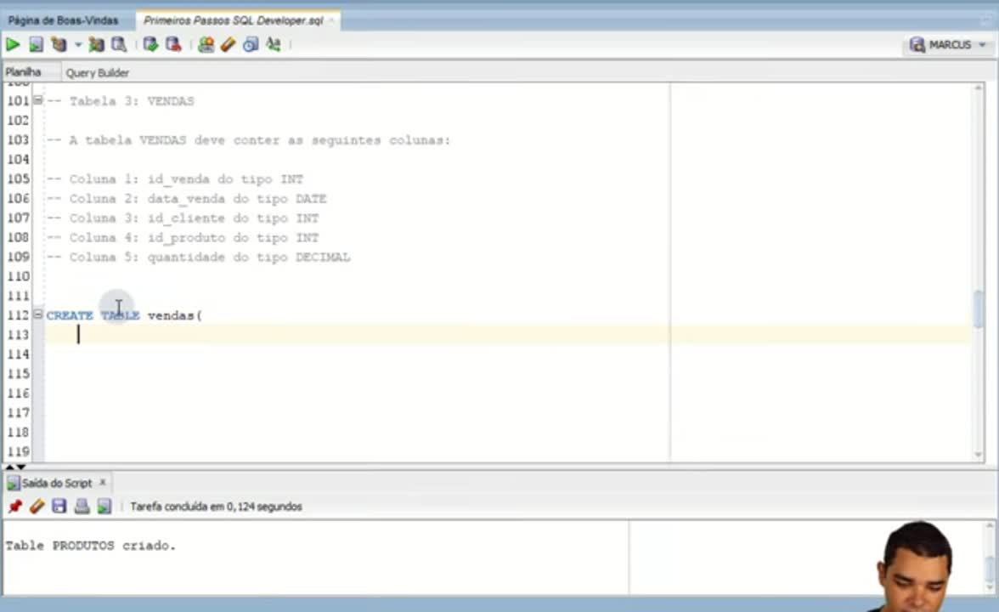 Página de Boas-Vindas
Primeiros Passos SQL Developer.sql
MARCUS
Planilha
Query Builder
101 -- Tabela 3: VENDAS
102
103 -- A tabela VENDAS deve conter as seguintes colunas:
104
105 -- Coluna 1: id_venda do tipo INT
106 -- Coluna 2: data_venda do tipo DATE
107 -- Coluna 3: id_cliente do tipo INT
108 -- Coluna 4: id_produto do tipo INT
109 -- Coluna 5: quantidade do tipo DECIMAL
110
111
112 CREATE TABLE vendas(
113
114
115
116
117
118
119
Saída do Script x
Tarefa concluída em 0,124 segundos
Table PRODUTOS criado.